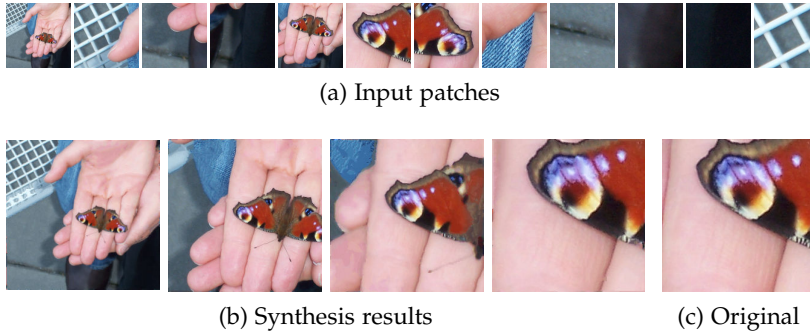 (a) Input patches
(b) Synthesis results
(c) Original